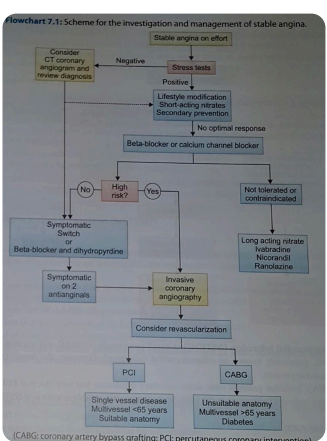 Flowchart 7.1: Scheme for the investigation and management of stable angina.
Stable angina on effort
Consider
CT coronary
angiogram and
review diagnosis
Negative
Stress tests
Positive
Lifestyle modification
Short-acting nitrates
Secondary prevention
No optimal response
Beta-blocker or calcium channel blocker
No
High
risk?
Yes
Not tolerated or
contraindicated
Symptomatic
Switch
or
Beta-blocker and dihydropyrdine
Long acting nitrate
Ivabradine
Nicorandil
Ranolazine
Symptomatic
on 2
antianginals
Invasive
coronary
angiography
Consider revascularization
PCI
CABG
Single vessel disease
Multivessel <65 years
Suitable anatomy
Unsuitable anatomy
Multivessel >65 years
Diabetes
(CABG: coronary artery bypass grafting; PCI: percutaneous coronary intervention)